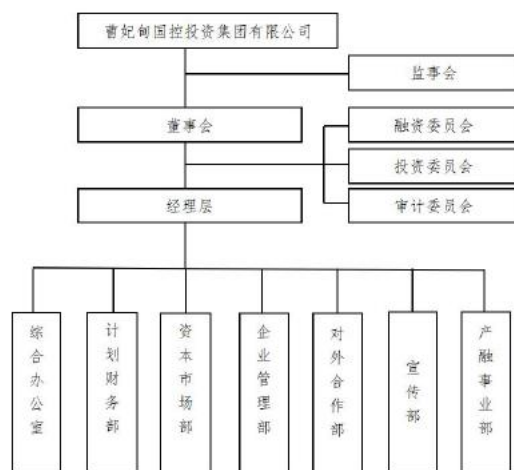 曹妃甸国控投资集团有限公司
监事会
董事会
融资委员会
投资委员会
审计委员会
经理层
综合办公室
计划财务部
资本市场部
企业管理部
对外合作部
宣传部
产融事业部